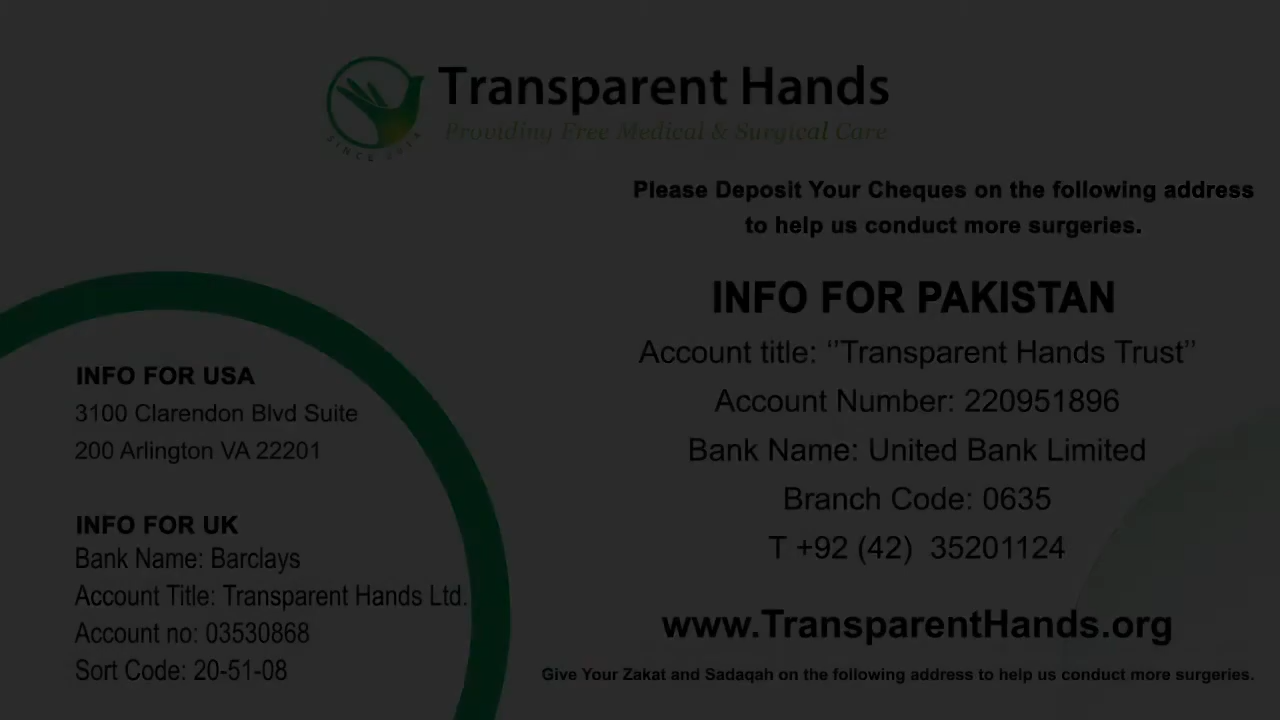 Transparent Hands
Providing Free Medical & Surgical Care
SINCE
Please Deposit Your Cheques on the following address
to help us conduct more surgeries.
INFO FOR PAKISTAN
Account title: ''Transparent Hands Trust''
Account Number: 220951896
Bank Name: United Bank Limited
Branch Code: 0635
T +92 (42) 35201124
www.TransparentHands.org
Give Your Zakat and Sadaqah on the following address to help us conduct more surgeries.
INFO FOR USA
3100 Clarendon Blvd Suite
200 Arlington VA 22201
INFO FOR UK
Bank Name: Barclays
Account Title: Transparent Hands Ltd.
Account no: 03530868
Sort Code: 20-51-08